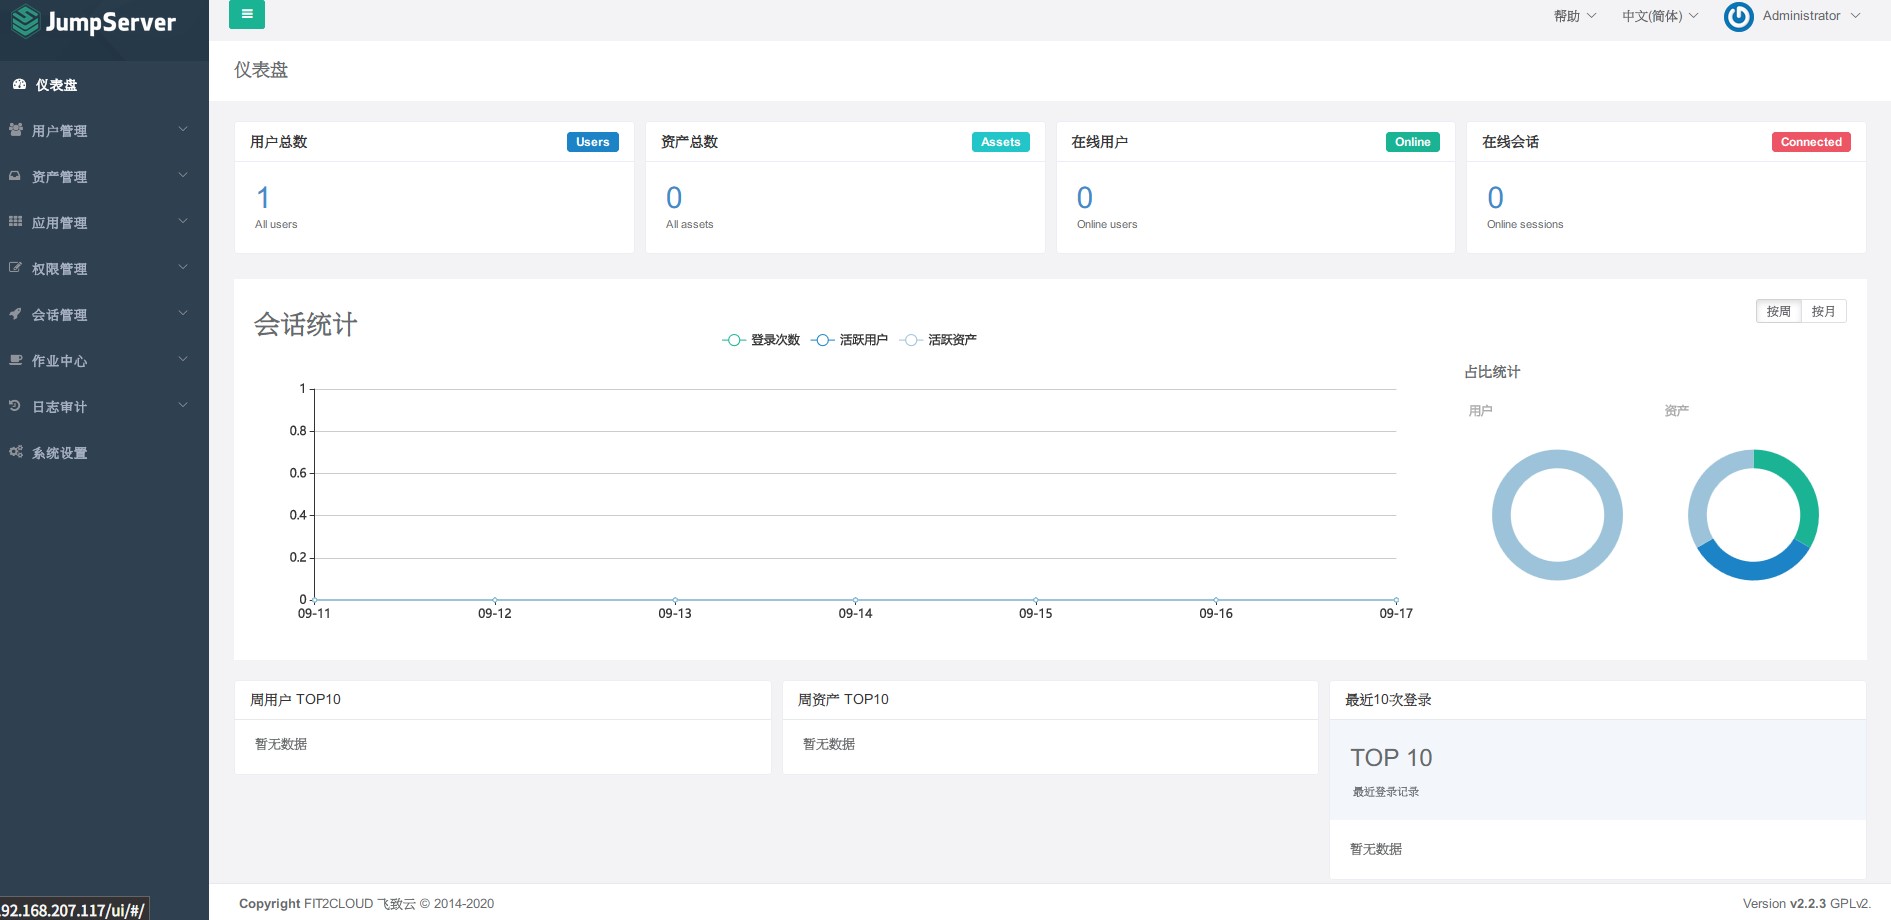 JumpServer
帮助
中文(简体)
Administrator
仪表盘
用户管理
资产管理
应用管理
权限管理
会话管理
作业中心
日志审计
系统设置
仪表盘
用户总数 Users
1
All users
资产总数 Assets
0
All assets
在线用户 Online
0
Online users
在线会话 Connected
0
Online sessions
会话统计
按周 按月
登录次数 活跃用户 活跃资产
1
0.8
0.6
0.4
0.2
0
09-11 09-12 09-13 09-14 09-15 09-16 09-17
占比统计
用户 资产
周用户 TOP10
暂无数据
周资产 TOP10
暂无数据
最近10次登录
TOP 10
最近登录记录
暂无数据
Copyright FIT2CLOUD 飞致云 © 2014-2020
Version v2.2.3 GPLv2.
92.168.207.117/ui/#/